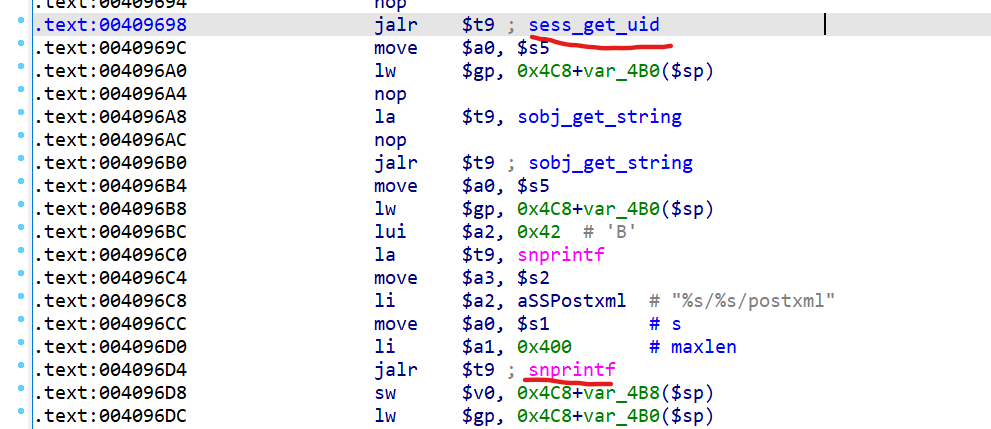 .text:00409694 nop
.text:00409698 jalr $t9 ; sess_get_uid
.text:0040969C move $a0, $s5
.text:004096A0 lw $gp, 0x4C8+var_4B0($sp)
.text:004096A4 nop
.text:004096A8 la $t9, sobj_get_string
.text:004096AC nop
.text:004096B0 jalr $t9 ; sobj_get_string
.text:004096B4 move $a0, $s5
.text:004096B8 lw $gp, 0x4C8+var_4B0($sp)
.text:004096BC lui $a2, 0x42 # 'B'
.text:004096C0 la $t9, snprintf
.text:004096C4 move $a3, $s2
.text:004096C8 li $a2, aSSPostxml # "%s/%s/postxml"
.text:004096CC move $a0, $s1 # s
.text:004096D0 li $a1, 0x400 # maxlen
.text:004096D4 jalr $t9 ; snprintf
.text:004096D8 sw $v0, 0x4C8+var_4B8($sp)
.text:004096DC lw $gp, 0x4C8+var_4B0($sp)